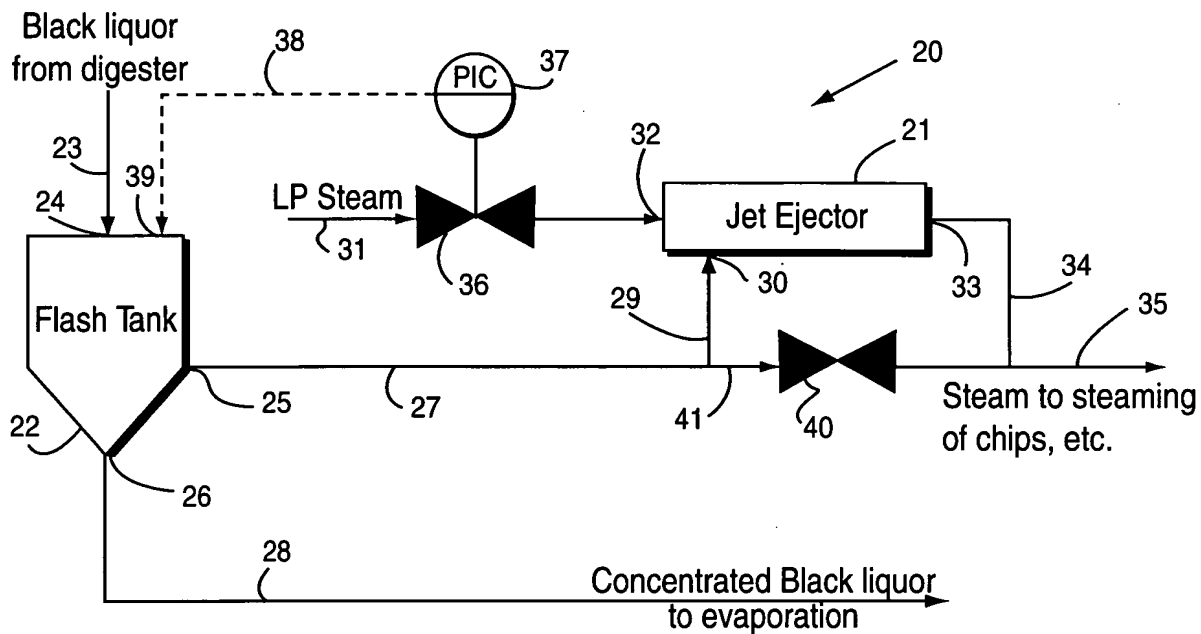 Black liquor
from digester
38
PIC
37
20
23
39
24
LP Steam
31
36
32
21
Jet Ejector
30
33
34
29
35
Flash Tank
25
27
41
40
Steam to steaming
of chips, etc.
22
26
28
Concentrated Black liquor
to evaporation